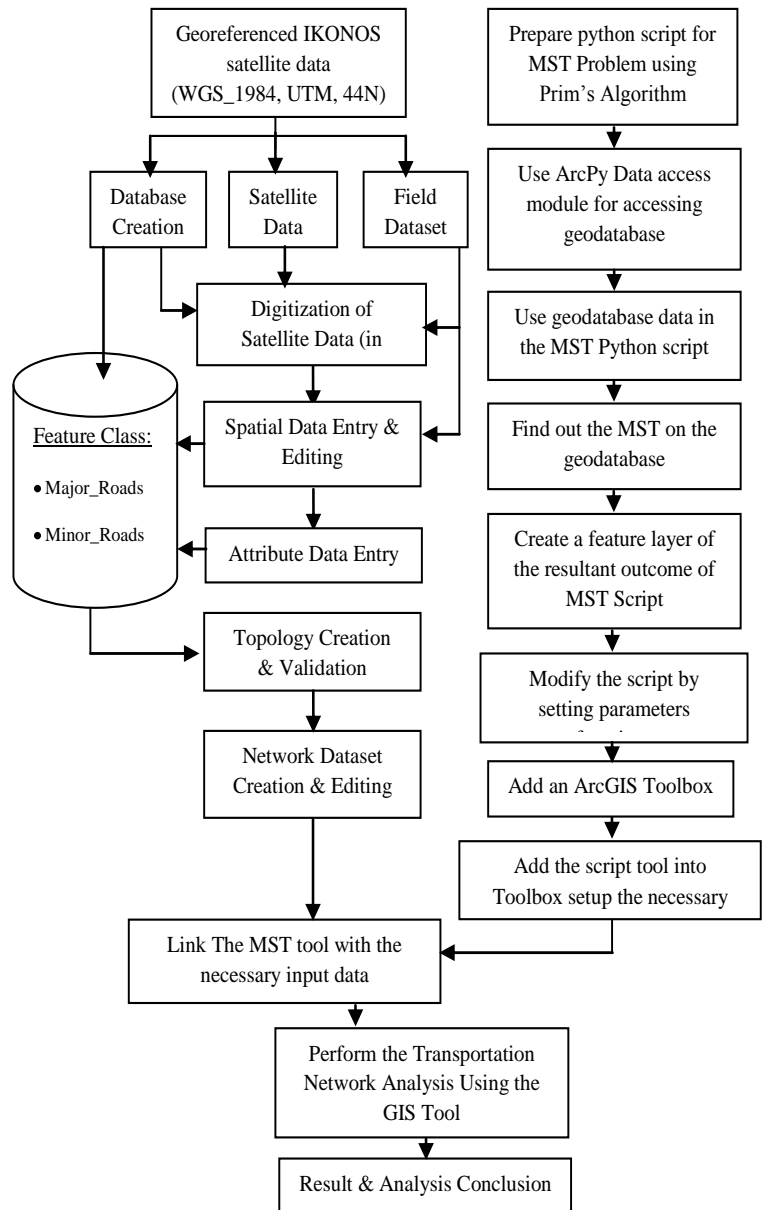 Georeferenced IKONOS
satellite data
(WGS_1984, UTM, 44N)
Database
Creation
Satellite
Data
Field
Dataset
Digitization of
Satellite Data (in
Feature Class:
• Major_Roads
• Minor_Roads
Spatial Data Entry &
Editing
Attribute Data Entry
Topology Creation
& Validation
Network Dataset
Creation & Editing
Prepare python script for
MST Problem using
Prim's Algorithm
Use ArcPy Data access
module for accessing
geodatabase
Use geodatabase data in
the MST Python script
Find out the MST on the
geodatabase
Create a feature layer of
the resultant outcome of
MST Script
Modify the script by
setting parameters
Add an ArcGIS Toolbox
Add the script tool into
Toolbox setup the necessary
Link The MST tool with the
necessary input data
Perform the Transportation
Network Analysis Using the
GIS Tool
Result & Analysis Conclusion